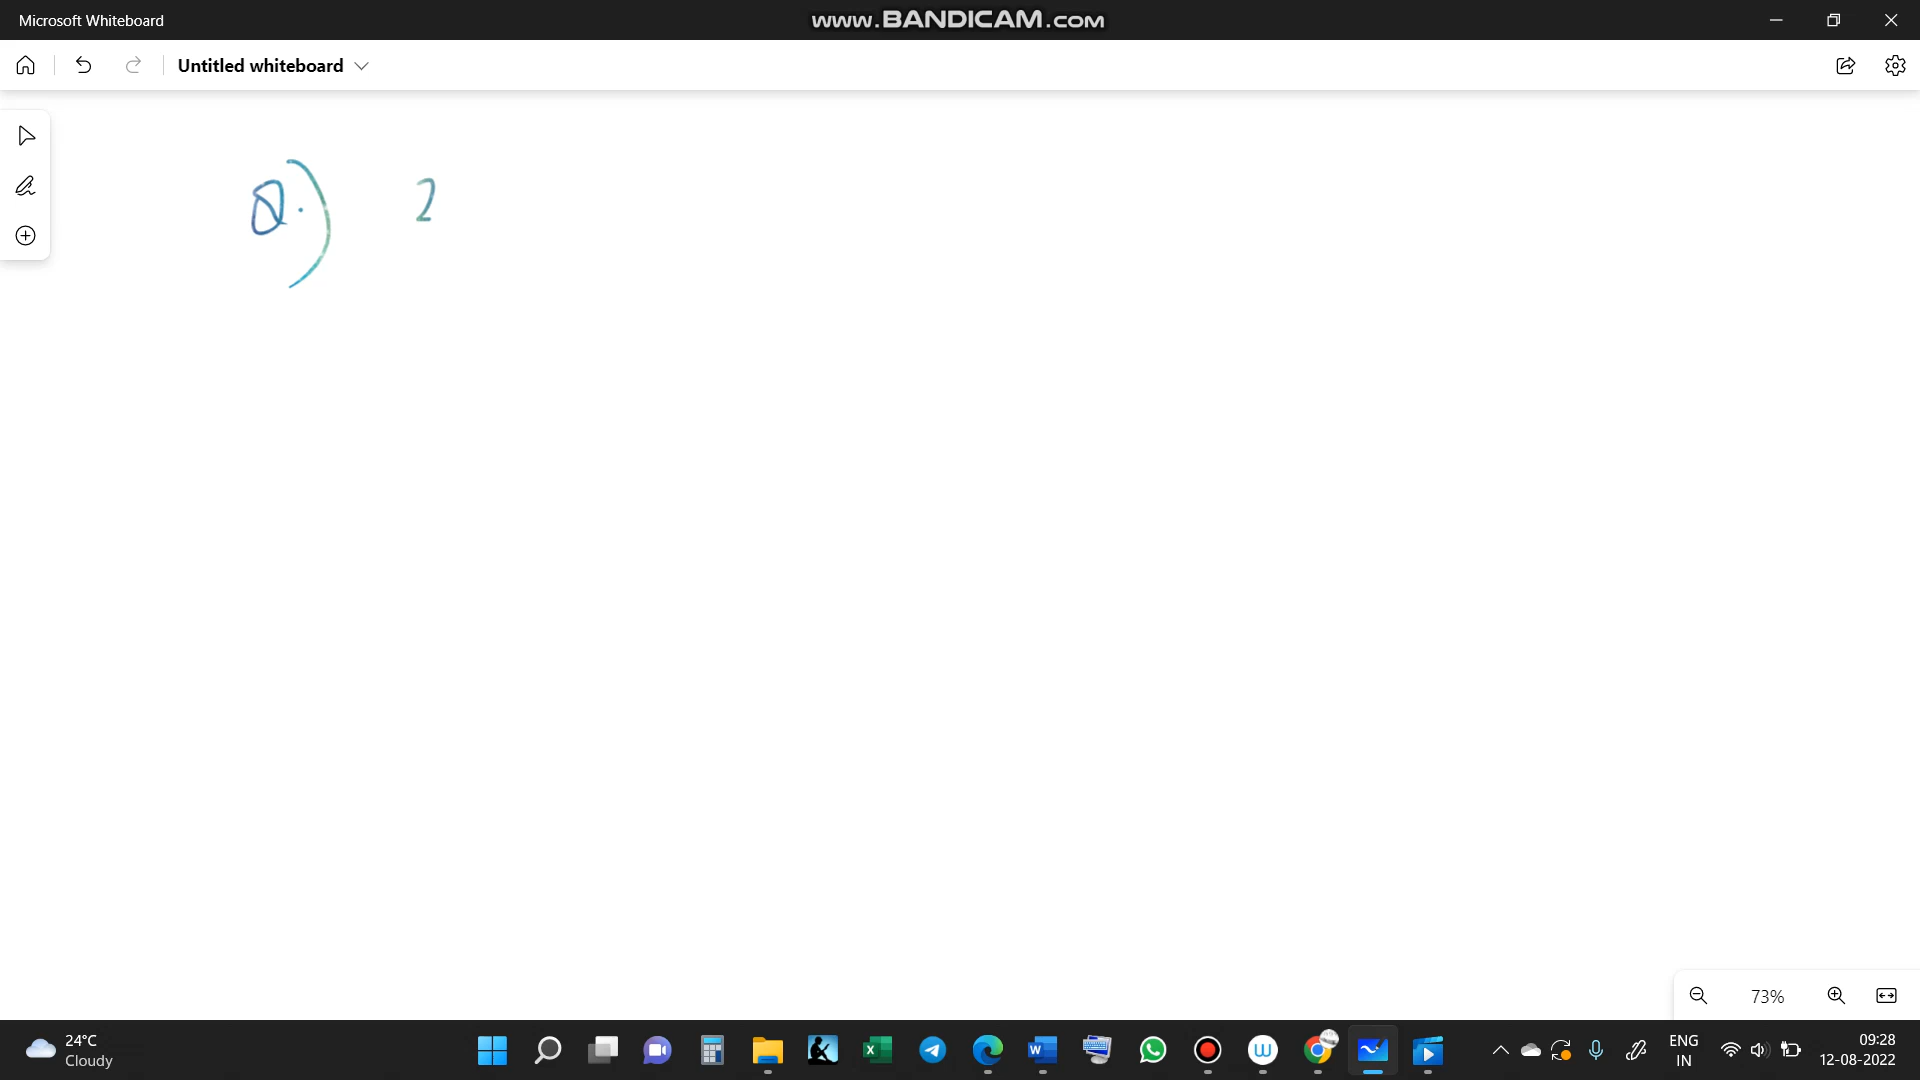 Microsoft Whiteboard
www.BANDICAM.com
Untitled whiteboard
Q.) 2
73%
24°C
Cloudy
ENG
IN
09:28
12-08-2022